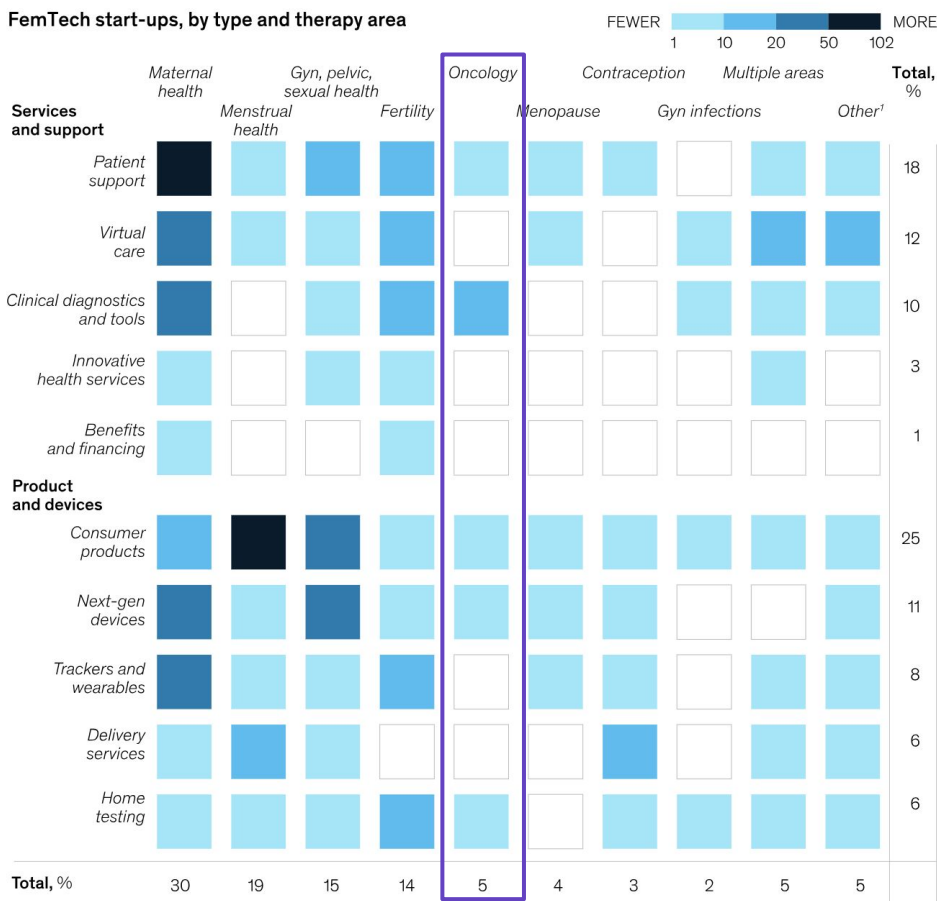 FemTech start-ups, by type and therapy area
FEWER
MORE
1 10 20 50 102
Maternal
health
Menstrual
health
Gyn, pelvic,
sexual health
Fertility
Oncology
Menopause
Contraception
Gyn infections
Multiple areas
Other¹
Total,
%
Services
and support
Patient
support
18
Virtual
care
12
Clinical diagnostics
and tools
10
Innovative
health services
3
Benefits
and financing
1
Product
and devices
Consumer
products
25
Next-gen
devices
11
Trackers and
wearables
8
Delivery
services
6
Home
testing
6
Total, % 30 19 15 14 5 4 3 2 5 5